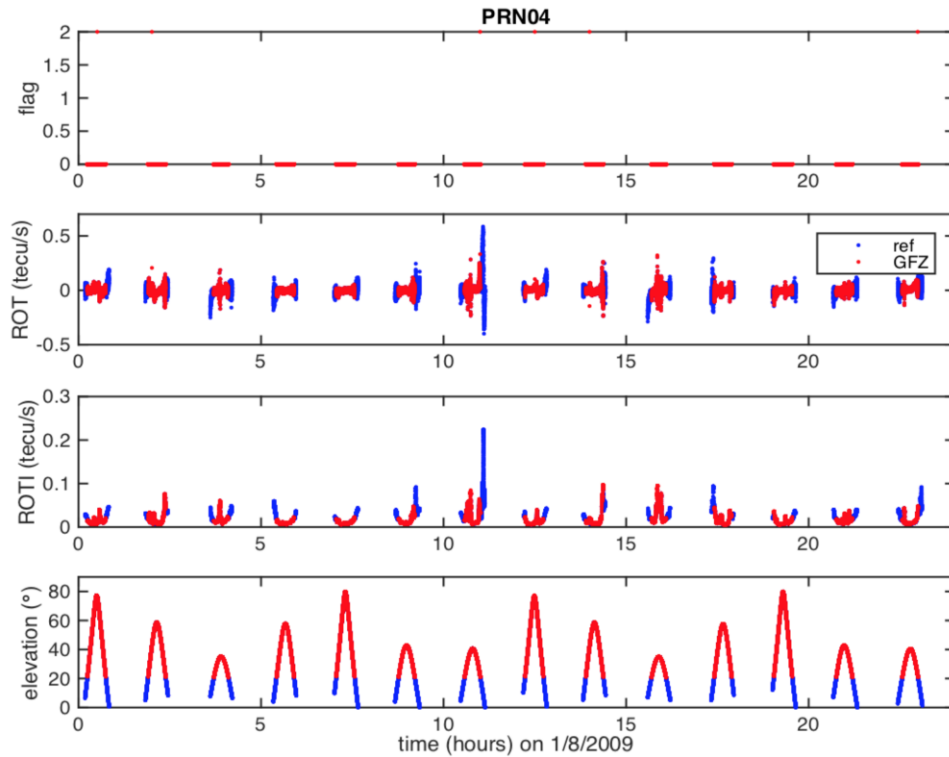 PRN04
2
1.5
1
0.5
0
flag
0 5 10 15 20
0.5
0
-0.5
ROT (tecu/s)
ref
GFZ
0 5 10 15 20
0.3
0.2
0.1
0
ROTI (tecu/s)
0 5 10 15 20
80
60
40
20
0
elevation (°)
0 5 10 15 20
time (hours) on 1/8/2009